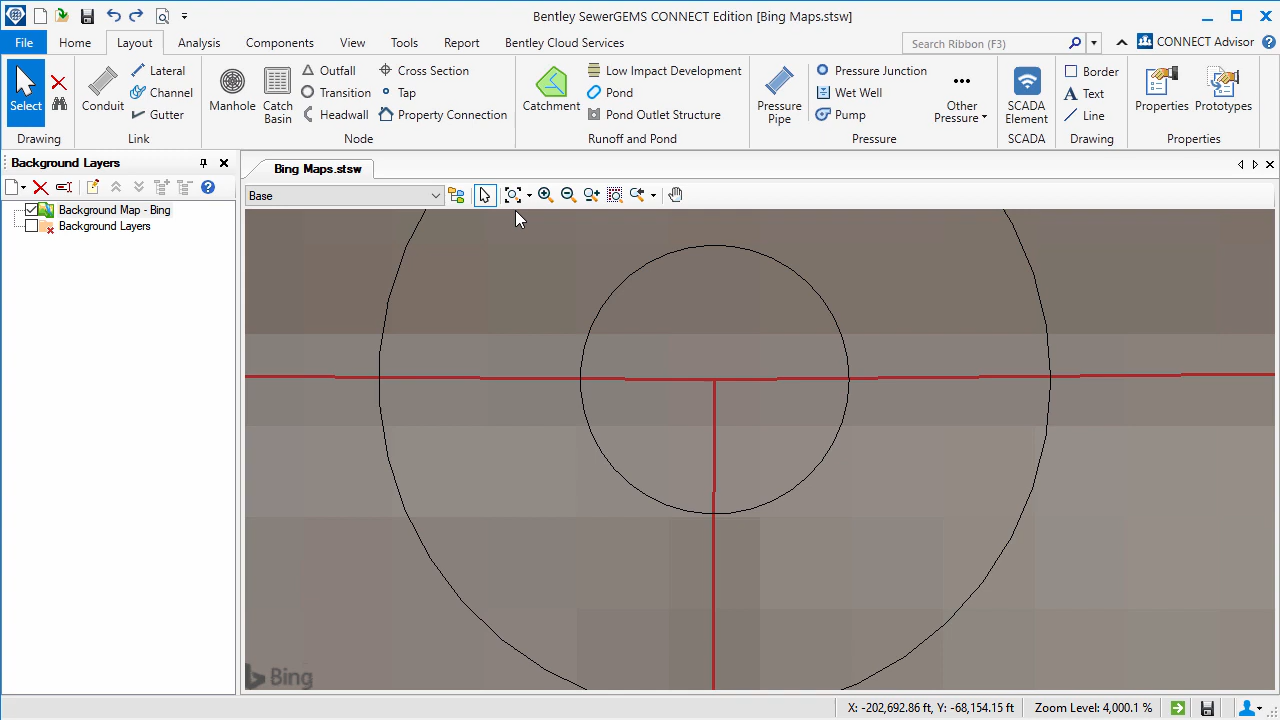 Bentley SewerGEMS CONNECT Edition [Bing Maps.stsw]
File Home Layout Analysis Components View Tools Report Bentley Cloud Services Search Ribbon (F3) CONNECT Advisor
Select
Drawing
Conduit
Lateral
Channel
Gutter
Link
Manhole
Catch
Basin
Outfall
Transition
Headwall
Cross Section
Tap
Property Connection
Node
Catchment
Low Impact Development
Pond
Pond Outlet Structure
Runoff and Pond
Pressure
Pipe
Pressure Junction
Wet Well
Pump
Other
Pressure
Pressure
SCADA
Element
SCADA
Border
Text
Line
Drawing
Properties
Prototypes
Properties
Background Layers
Background Map - Bing
Background Layers
Bing Maps.stsw
Base
Bing
X: -202,692.86 ft, Y: -68,154.15 ft Zoom Level: 4,000.1 %